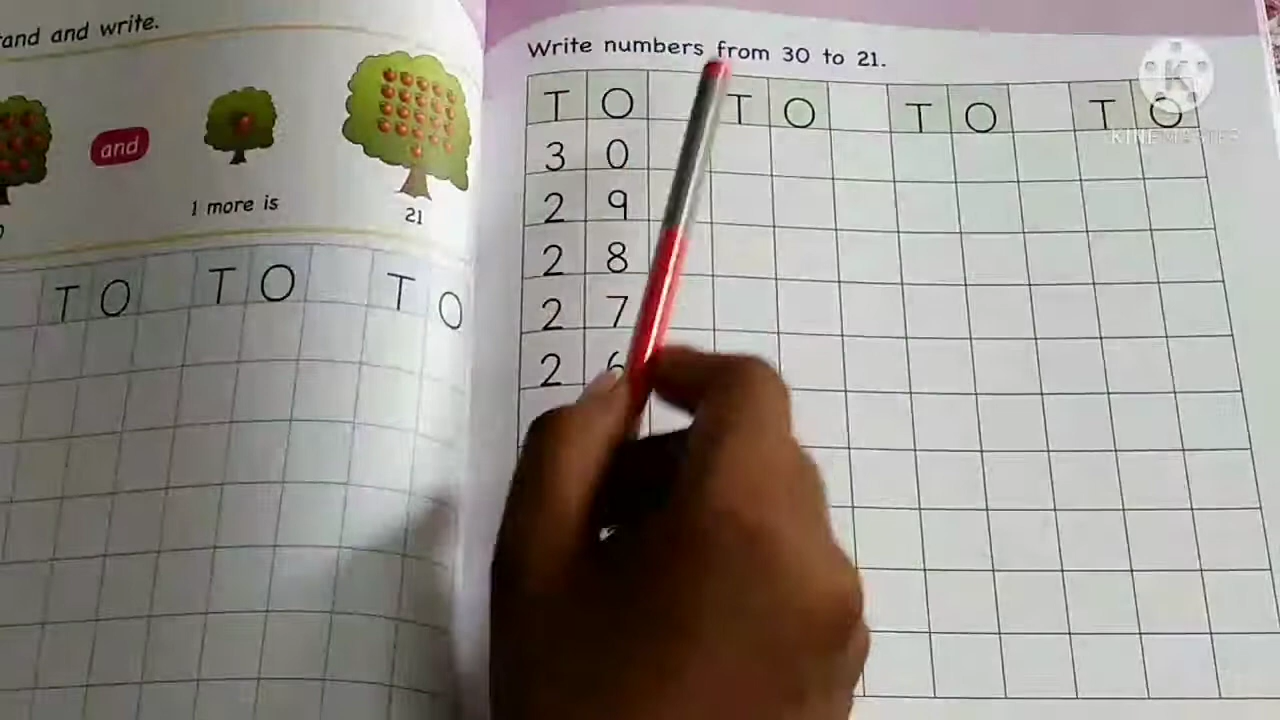 and and write.
and
1 more is
21
T O T O T O
Write numbers from 30 to 21.
T O T O T O T O
3 0
2 9
2 8
2 7
2 6
K
KINEMASTER